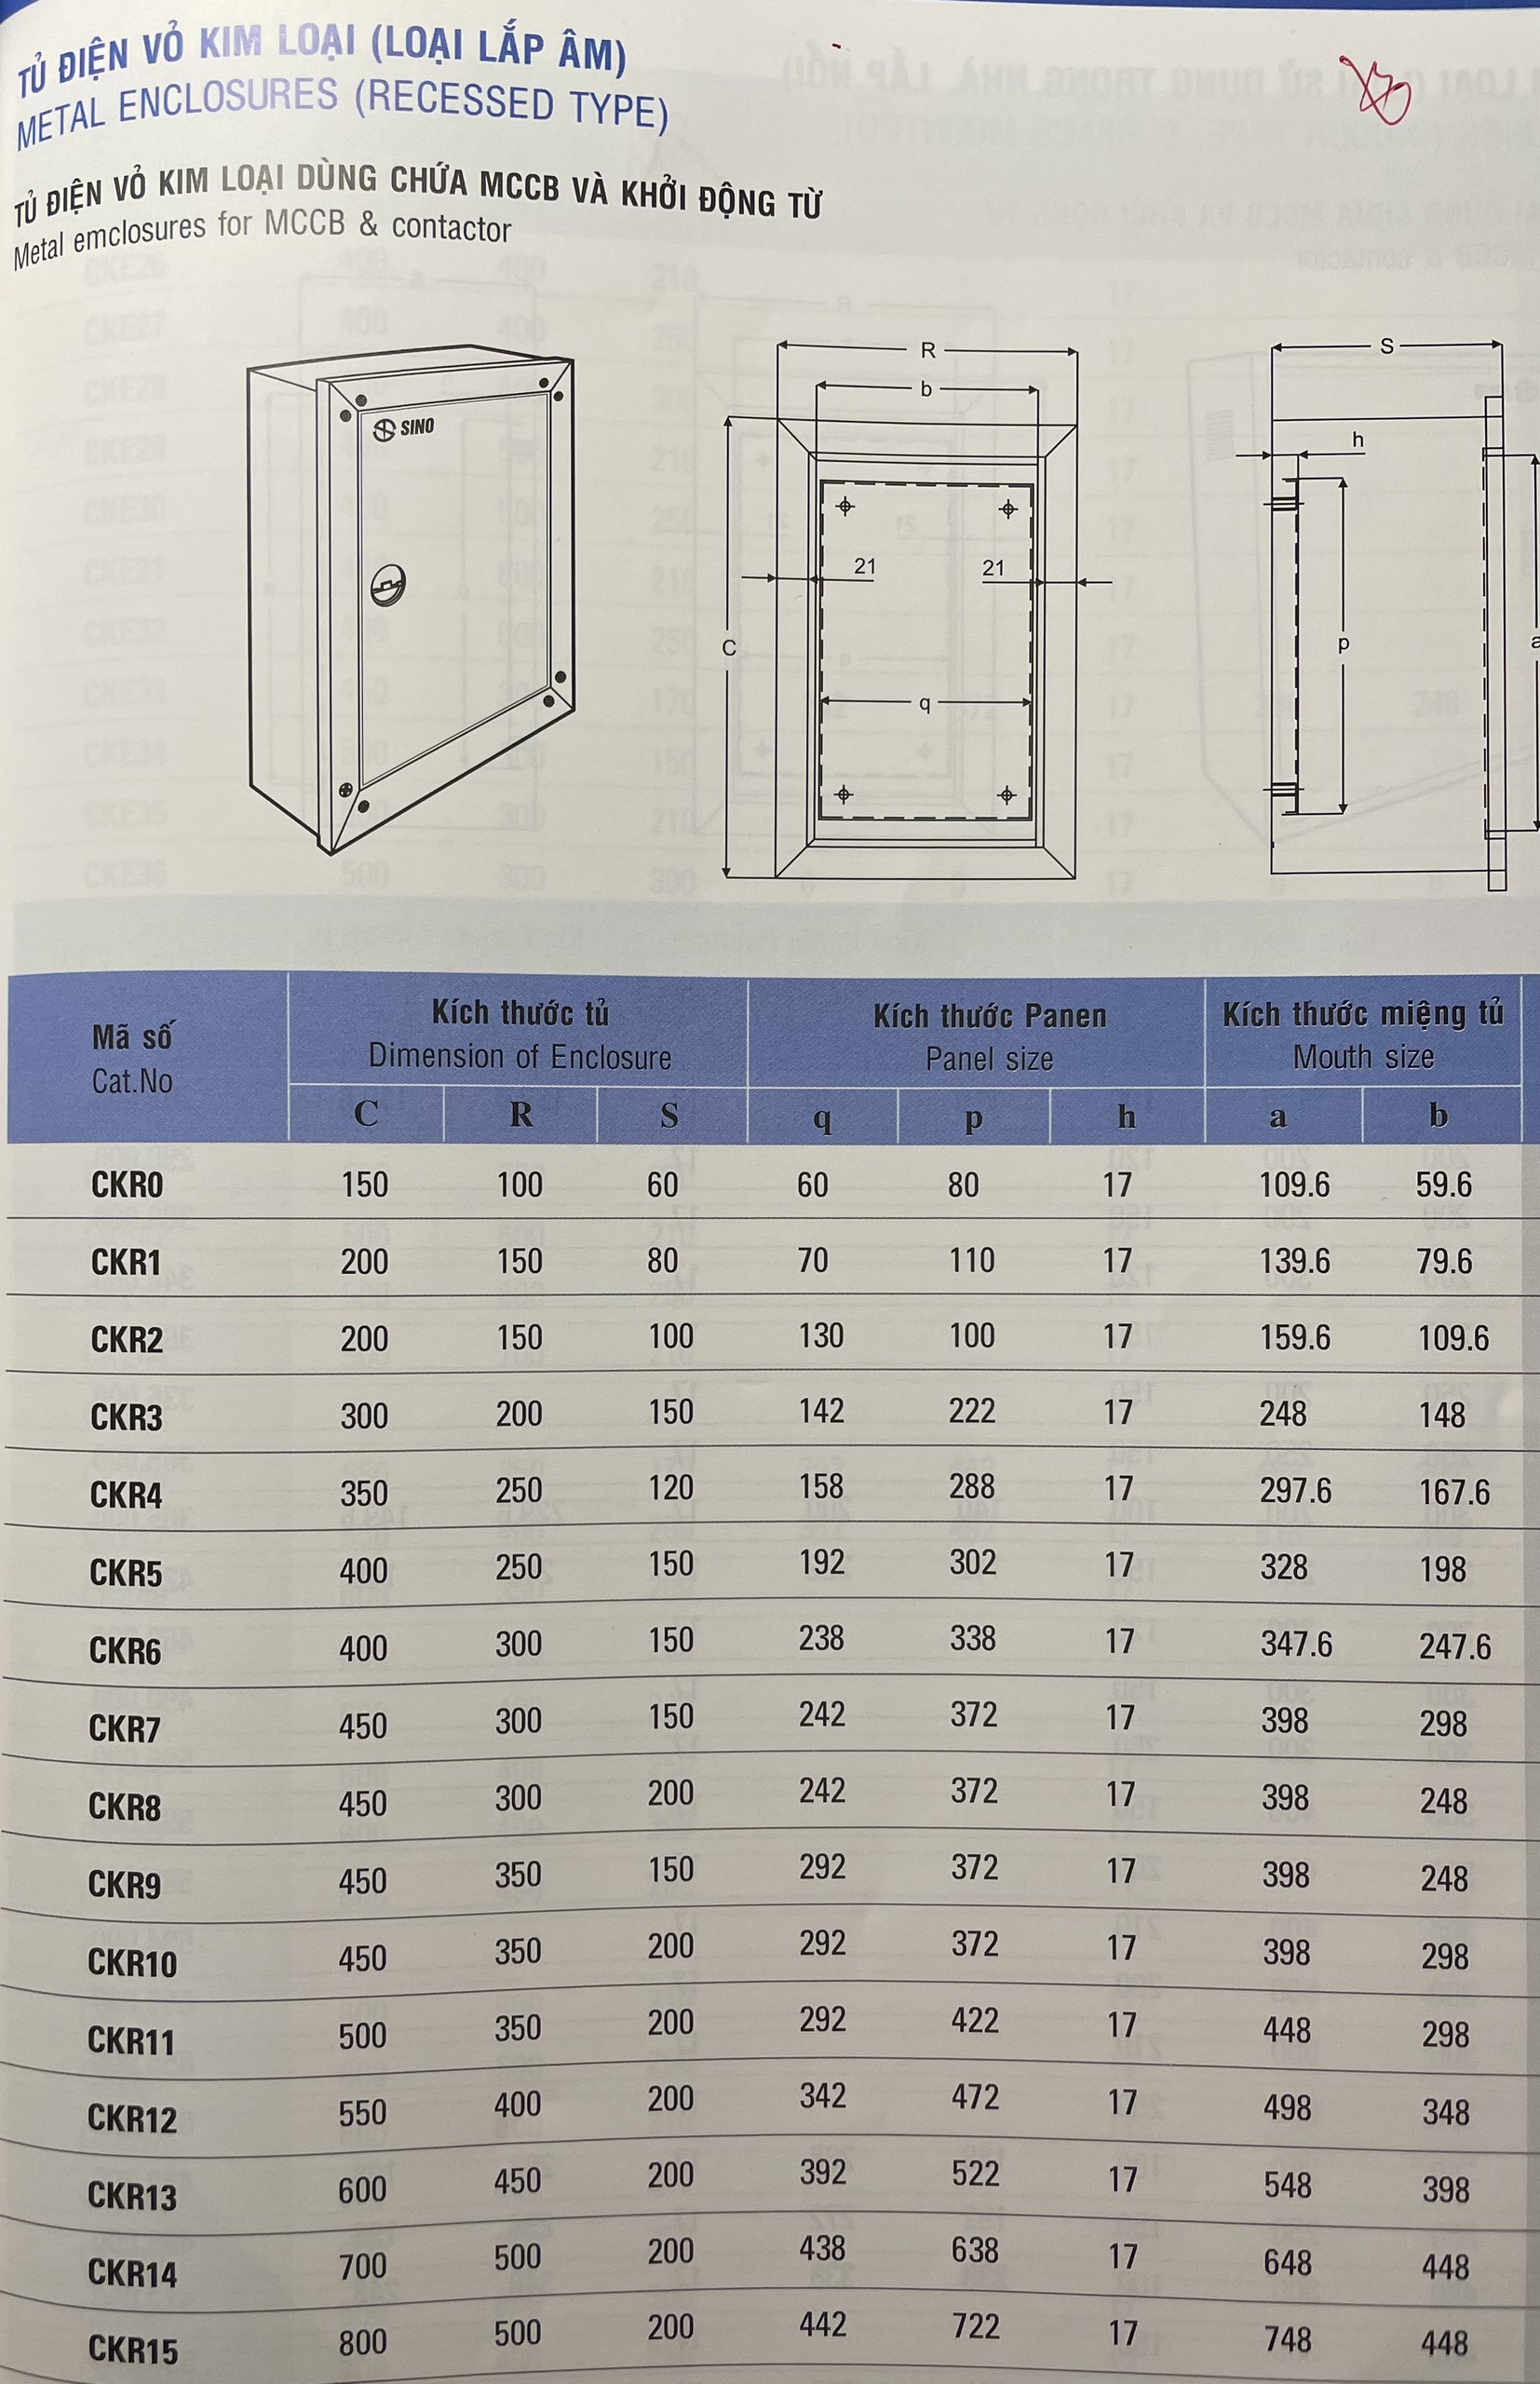 TỦ ĐIỆN VỎ KIM LOẠI (LOẠI LẮP ÂM)
METAL ENCLOSURES (RECESSED TYPE)
TỦ ĐIỆN VỎ KIM LOẠI DÙNG CHỨA MCCB VÀ KHỞI ĐỘNG TỪ
Metal emclosures for MCCB & contactor
SINO
R
b
21
21
C
q
S
h
p
a
Mã số
Cat.No
Kích thước tủ
Dimension of Enclosure
Kích thước Panen
Panel size
Kích thước miệng tủ
Mouth size
C R S q p h a b
CKR0 150 100 60 60 80 17 109.6 59.6
CKR1 200 150 80 70 110 17 139.6 79.6
CKR2 200 150 100 130 100 17 159.6 109.6
CKR3 300 200 150 142 222 17 248 148
CKR4 350 250 120 158 288 17 297.6 167.6
CKR5 400 250 150 192 302 17 328 198
CKR6 400 300 150 238 338 17 347.6 247.6
CKR7 450 300 150 242 372 17 398 298
CKR8 450 300 200 242 372 17 398 248
CKR9 450 350 150 292 372 17 398 248
CKR10 450 350 200 292 372 17 398 298
CKR11 500 350 200 292 422 17 448 298
CKR12 550 400 200 342 472 17 498 348
CKR13 600 450 200 392 522 17 548 398
CKR14 700 500 200 438 638 17 648 448
CKR15 800 500 200 442 722 17 748 448